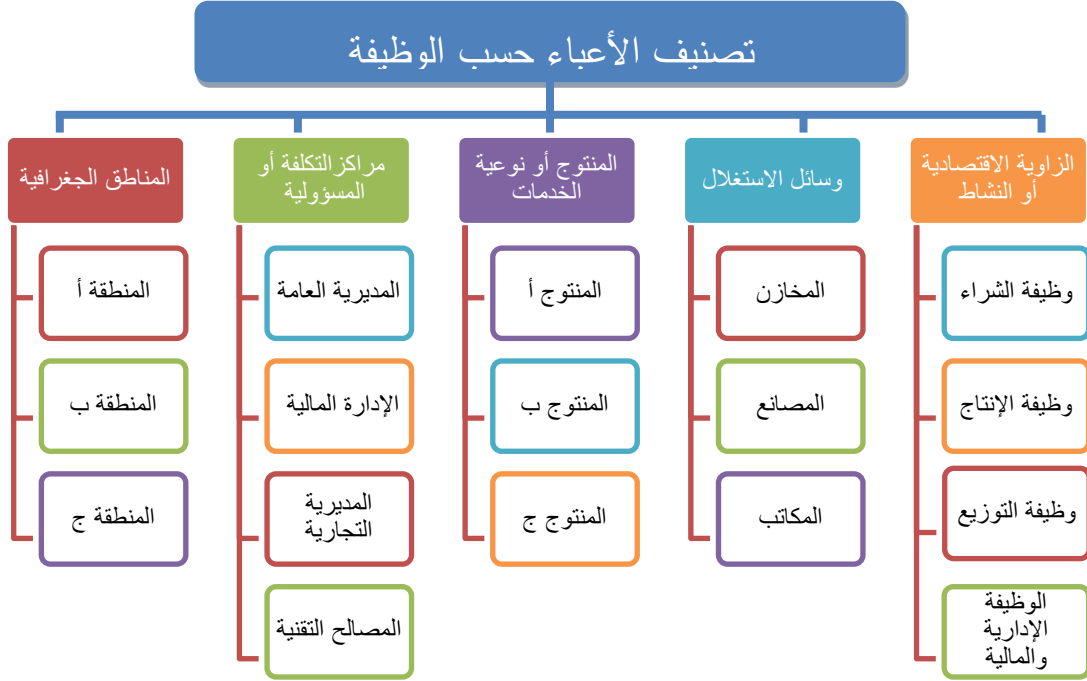 تصنيف الأعباء حسب الوظيفة
الزاوية الاقتصادية
أو النشاط
وظيفة الشراء
وظيفة الإنتاج
وظيفة التوزيع
الوظيفة
الإدارية
والمالية
وسائل الاستغلال
المخازن
المصانع
المكاتب
المنتوج أو نوعية
الخدمات
المنتوج أ
المنتوج ب
المنتوج ج
مراكزالتكلفة أو
المسؤولية
المديرية العامة
الإدارة المالية
المديرية
التجارية
المصالح التقنية
المناطق الجغرافية
المنطقة أ
المنطقة ب
المنطقة ج